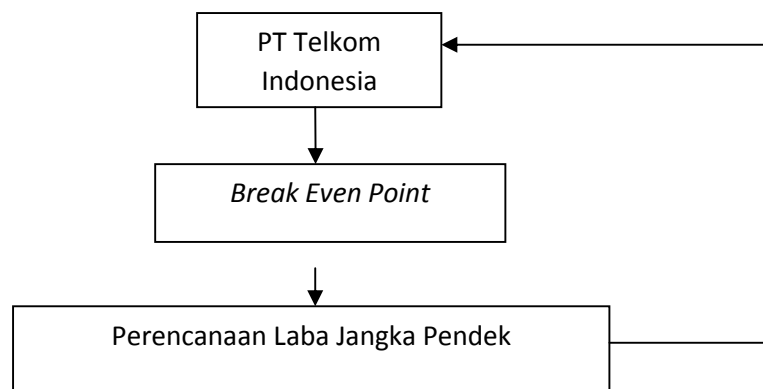 PT Telkom
Indonesia
Break Even Point
Perencanaan Laba Jangka Pendek